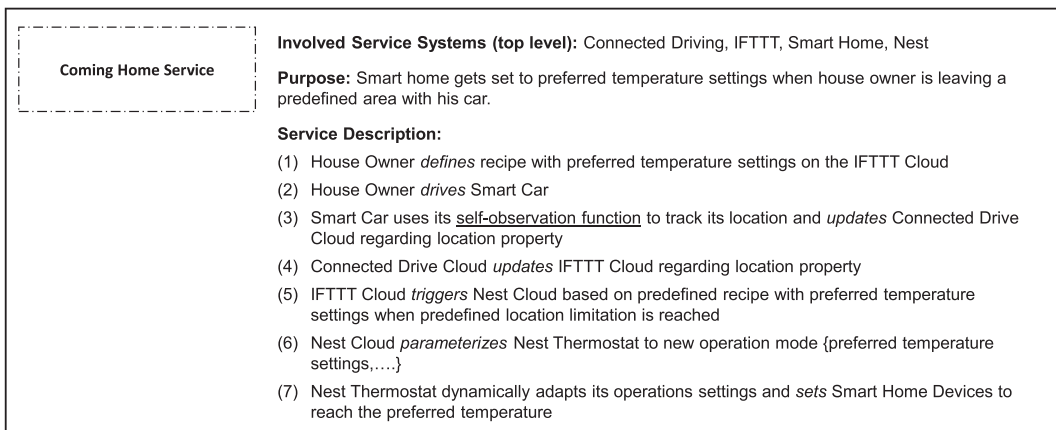 Coming Home Service
Involved Service Systems (top level): Connected Driving, IFTTT, Smart Home, Nest
Purpose: Smart home gets set to preferred temperature settings when house owner is leaving a
predefined area with his car.
Service Description:
(1) House Owner defines recipe with preferred temperature settings on the IFTTT Cloud
(2) House Owner drives Smart Car
(3) Smart Car uses its self-observation function to track its location and updates Connected Drive
Cloud regarding location property
(4) Connected Drive Cloud updates IFTTT Cloud regarding location property
(5) IFTTT Cloud triggers Nest Cloud based on predefined recipe with preferred temperature
settings when predefined location limitation is reached
(6) Nest Cloud parameterizes Nest Thermostat to new operation mode {preferred temperature
settings,….}
(7) Nest Thermostat dynamically adapts its operations settings and sets Smart Home Devices to
reach the preferred temperature